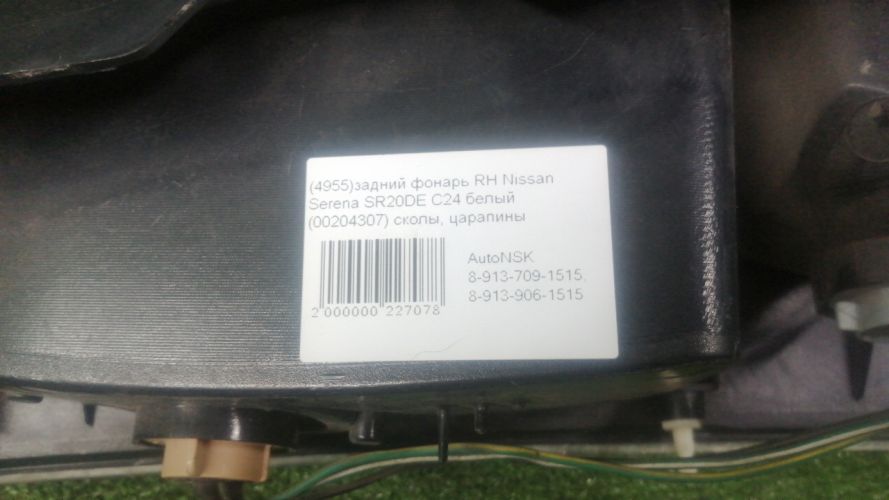 (4955)задний фонарь RH Nissan
Serena SR20DE C24 белый
(00204307) сколы, царапины
AutoNSK
8-913-709-1515,
8-913-906-1515
2 000000 227078